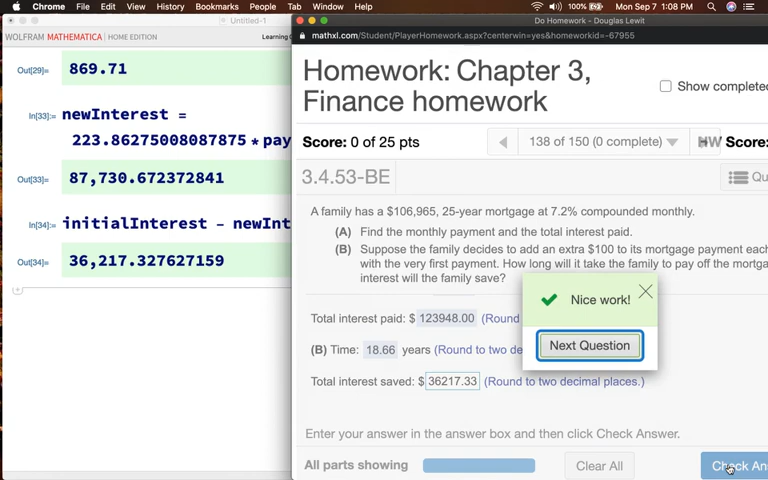 Chrome File Edit View History Bookmarks People Tab Window Help 100% Mon Sep 7 1:08 PM
Untitled-1
WOLFRAM MATHEMATICA | HOME EDITION
Learning C
Out[29]= 869.71
In[33]:= newInterest =
223.86275008087875 * pay
Out[33]= 87,730.672372841
In[34]:= initialInterest - newInt
Out[34]= 36,217.327627159
Do Homework - Douglas Lewit
mathxl.com/Student/PlayerHomework.aspx?centerwin=yes&homeworkid=-67955
Homework: Chapter 3,
Finance homework
Show complete
Score: 0 of 25 pts
138 of 150 (0 complete)
HW Score:
3.4.53-BE
Qu
A family has a $106,965, 25-year mortgage at 7.2% compounded monthly.
(A) Find the monthly payment and the total interest paid.
(B) Suppose the family decides to add an extra $100 to its mortgage payment each
with the very first payment. How long will it take the family to pay off the mortga
interest will the family save?
Total interest paid: $ 123948.00 (Round
(B) Time: 18.66 years (Round to two de
Total interest saved: $ 36217.33 (Round to two decimal places.)
Nice work!
Next Question
Enter your answer in the answer box and then click Check Answer.
All parts showing
Clear All
Check An